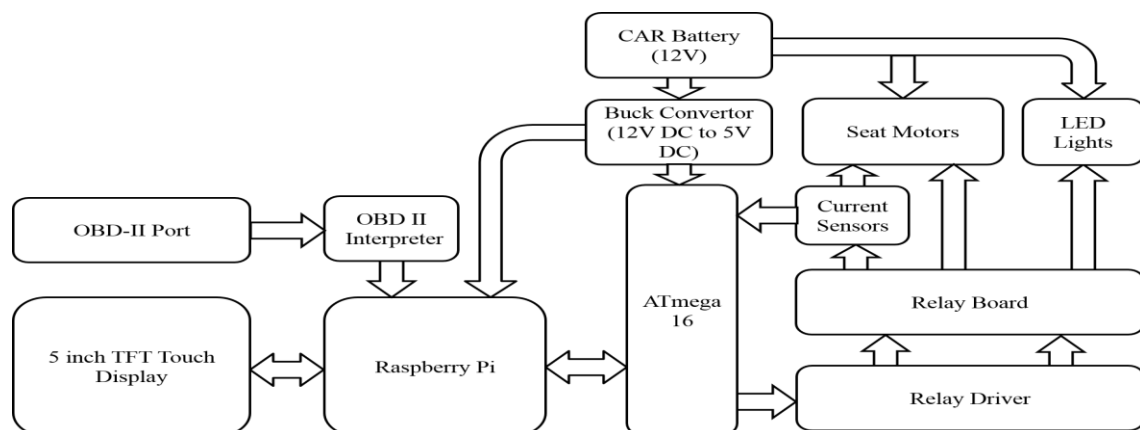 CAR Battery
(12V)
Buck Convertor
(12V DC to 5V
DC)
Seat Motors
LED
Lights
OBD-II Port
OBD II
Interpreter
Current
Sensors
ATmega
16
Relay Board
5 inch TFT Touch
Display
Raspberry Pi
Relay Driver